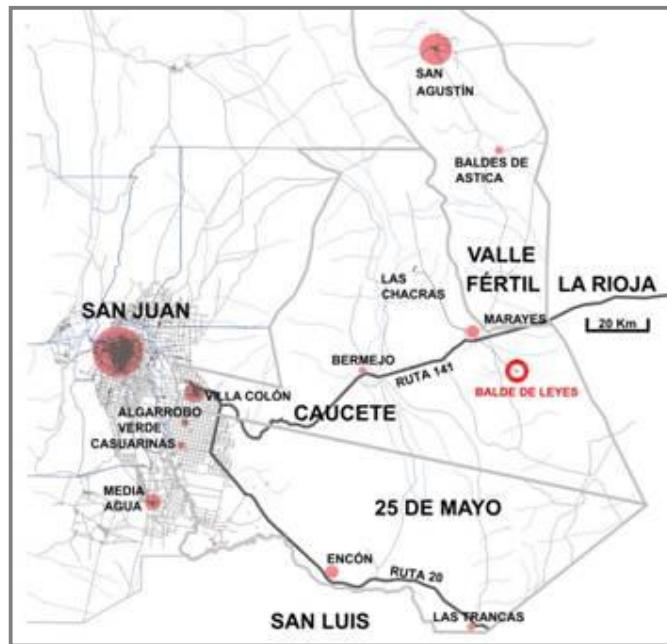 SAN
AGUSTÍN
BALDES DE
ASTICA
VALLE
FÉRTIL
LA RIOJA
LAS
CHACRAS
SAN JUAN
MARAYES
20 Km
BERMEJO
RUTA 141
BALDE DE LEYES
VILLA COLÓN
ALGARROBO
VERDE
CAUCETE
CASUARINAS
MEDIA
AGUA
25 DE MAYO
ENCÓN
RUTA 20
LAS TRANCAS
SAN LUIS